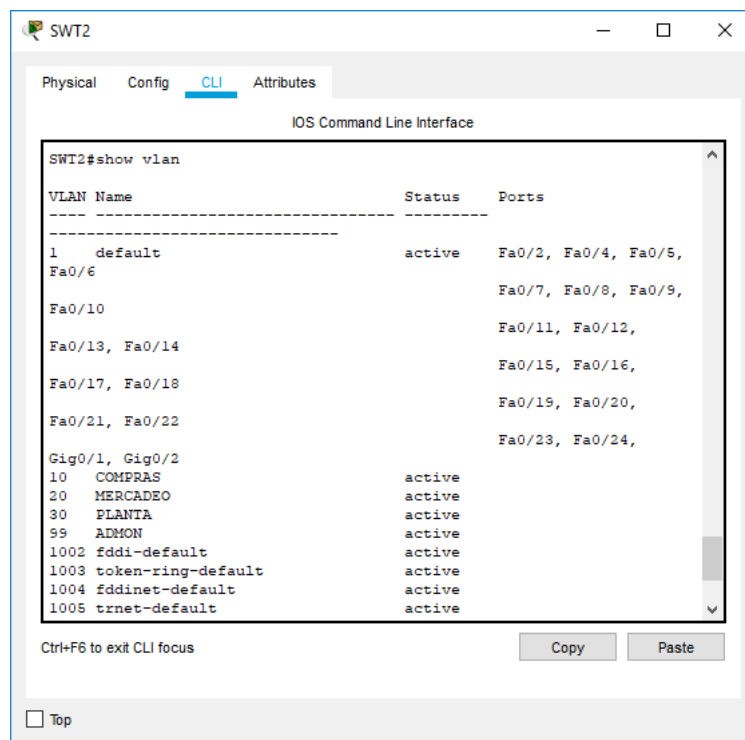 SWT2
Physical Config CLI Attributes
IOS Command Line Interface
SWT2#show vlan
VLAN Name Status Ports
---- -------------------------------- ---------
-------------------------------
1 default active Fa0/2, Fa0/4, Fa0/5,
Fa0/6
Fa0/7, Fa0/8, Fa0/9,
Fa0/10
Fa0/11, Fa0/12,
Fa0/13, Fa0/14
Fa0/15, Fa0/16,
Fa0/17, Fa0/18
Fa0/19, Fa0/20,
Fa0/21, Fa0/22
Fa0/23, Fa0/24,
Gig0/1, Gig0/2
10 COMPRAS active
20 MERCADEO active
30 PLANTA active
99 ADMON active
1002 fddi-default active
1003 token-ring-default active
1004 fddinet-default active
1005 trnet-default active
Ctrl+F6 to exit CLI focus
Copy Paste
Top